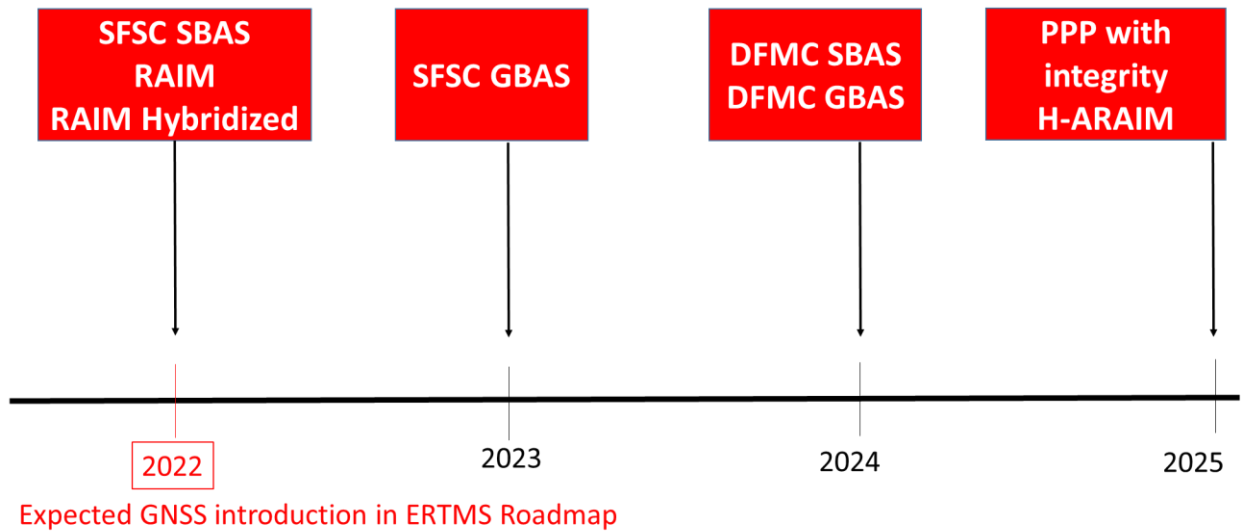 SFSC SBAS
RAIM
RAIM Hybridized
SFSC GBAS
DFMC SBAS
DFMC GBAS
PPP with
integrity
H-ARAIM
2022
2023
2024
2025
Expected GNSS introduction in ERTMS Roadmap